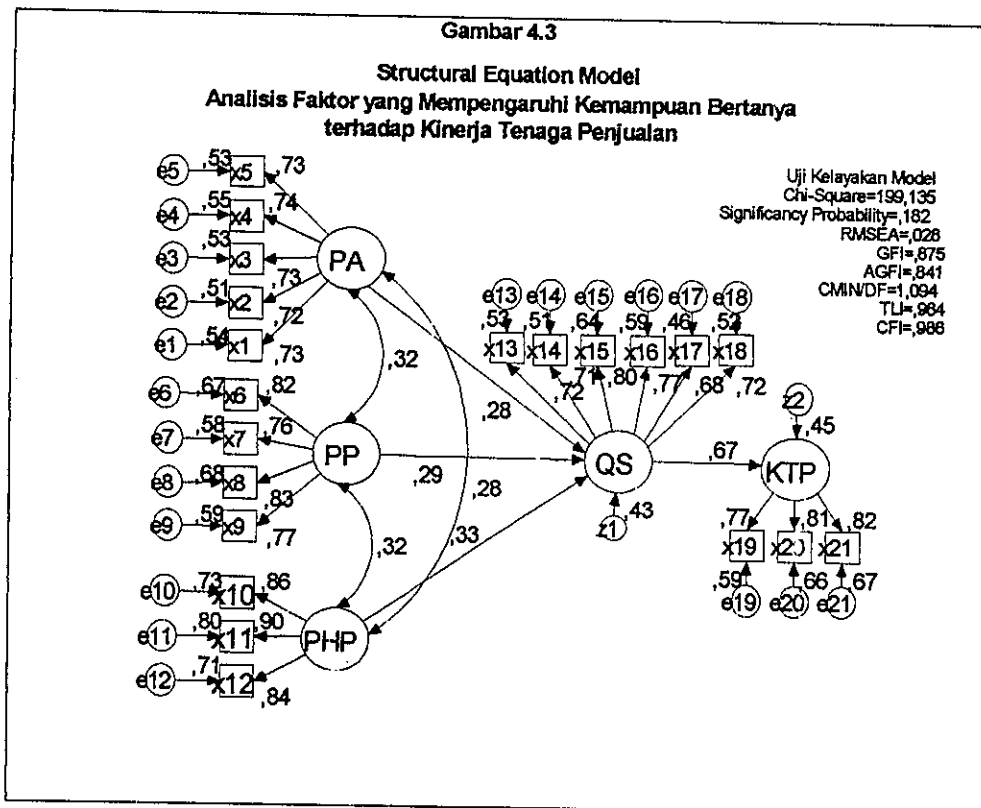 Gambar 4.3
Structural Equation Model
Analisis Faktor yang Mempengaruhi Kemampuan Bertanya
terhadap Kinerja Tenaga Penjualan
Uji Kelayakan Model
Chi-Square=199,135
Significancy Probability=,182
RMSEA=,028
GFI=,875
AGFI=,841
CMIN/DF=1,094
TLI=,984
CFI=,986
e5 ,53 x5 ,73
e4 ,55 x4 ,74
e3 ,53 x3 ,73
e2 ,51 x2 ,72
e1 ,54 x1 ,73
PA
,32
,28
e13 e14 e15 e16 e17 e18
,53 ,51 ,64 ,59 ,46 ,52
x13 x14 x15 x16 x17 x18
,72 ,71 ,80 ,77 ,68 ,72
e6 ,67 x6 ,82
e7 ,58 x7 ,76
e8 ,68 x8 ,83
e9 ,59 x9 ,77
PP
,29
,28
,33
,32
QS
,43
z1
,67
z2
,45
KTP
,77 ,81 ,82
x19 x20 x21
,59 ,66 ,67
e19 e20 e21
e10 ,73 x10 ,86
e11 ,80 x11 ,90
e12 ,71 x12 ,84
PHP